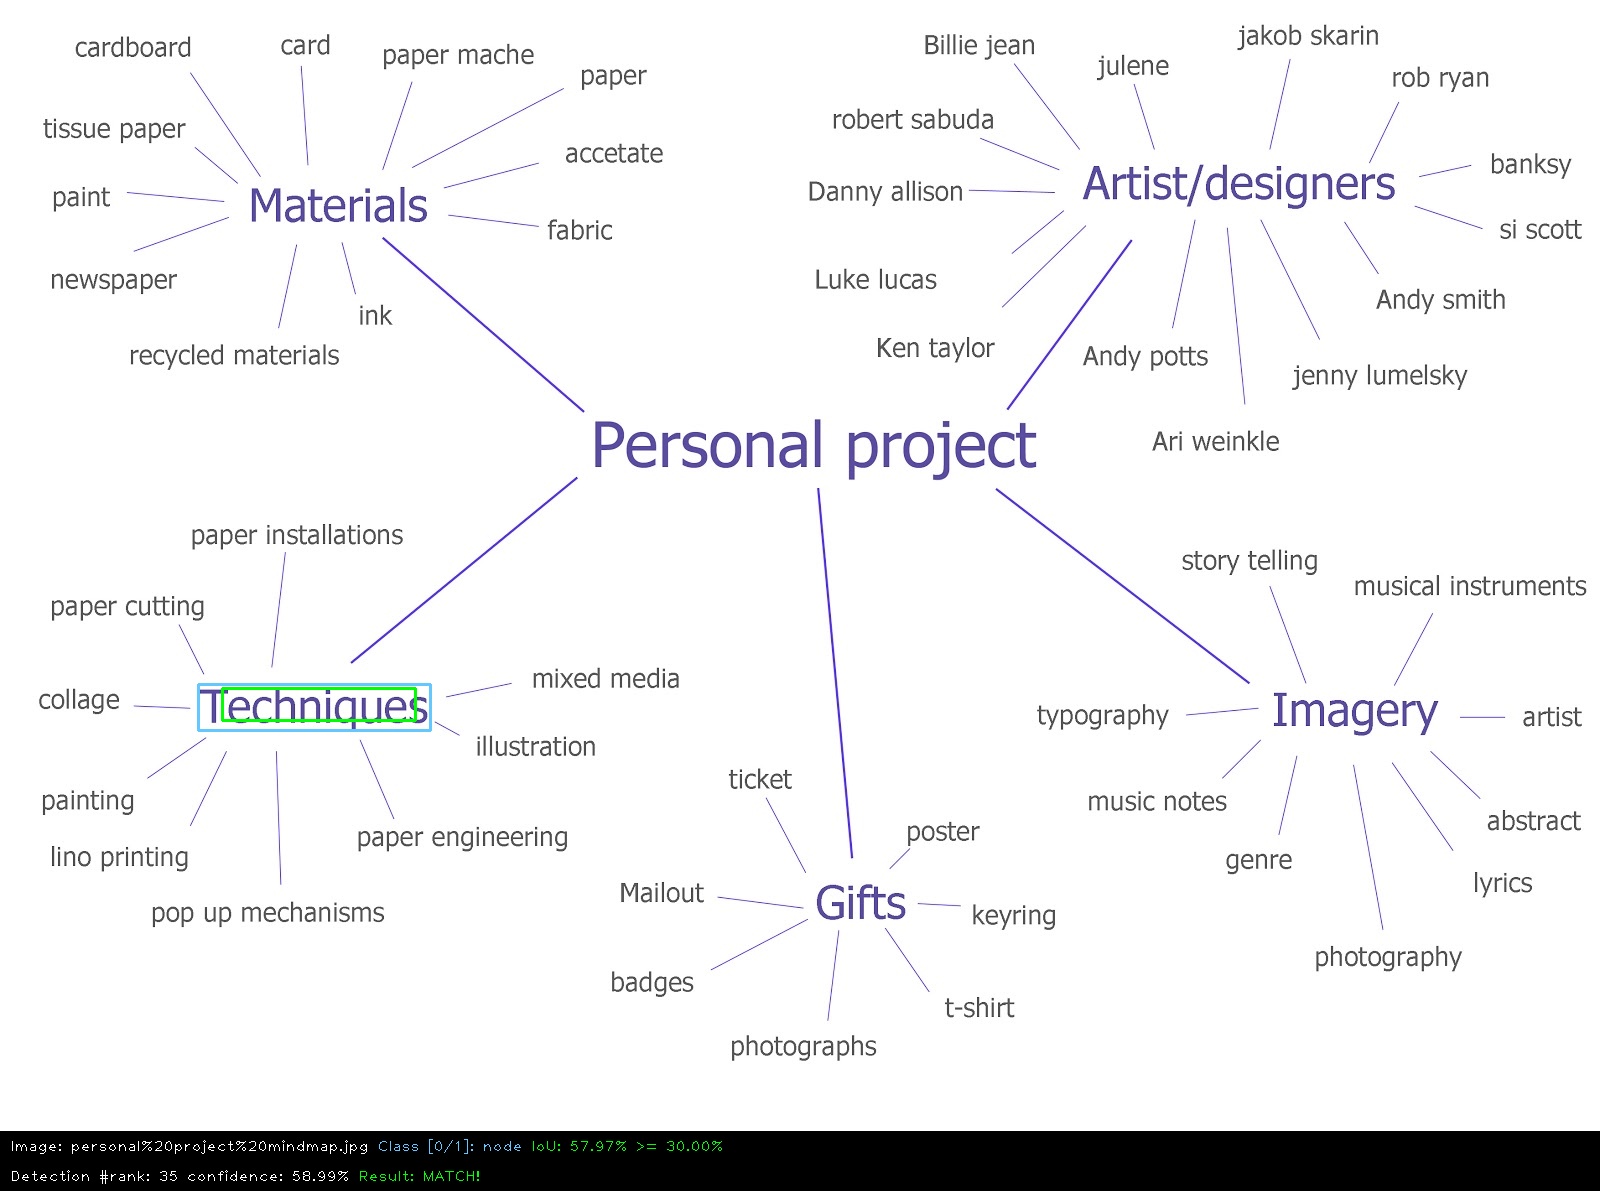 cardboard
card
paper mache
paper
tissue paper
accetate
paint
Materials
fabric
newspaper
ink
recycled materials
Billie jean
julene
jakob skarin
rob ryan
robert sabuda
banksy
Danny allison
Artist/designers
si scott
Luke lucas
Andy smith
Ken taylor
Andy potts
jenny lumelsky
Ari weinkle
Personal project
paper installations
paper cutting
collage
Techniques
mixed media
illustration
painting
lino printing
paper engineering
pop up mechanisms
ticket
poster
Mailout
Gifts
keyring
badges
t-shirt
photographs
story telling
musical instruments
typography
Imagery
artist
music notes
abstract
genre
lyrics
photography
Image: personal%20project%20mindmap.jpg Class [0/1]: node IoU: 57.97% >= 30.00%
Detection #rank: 35 confidence: 58.99% Result: MATCH!